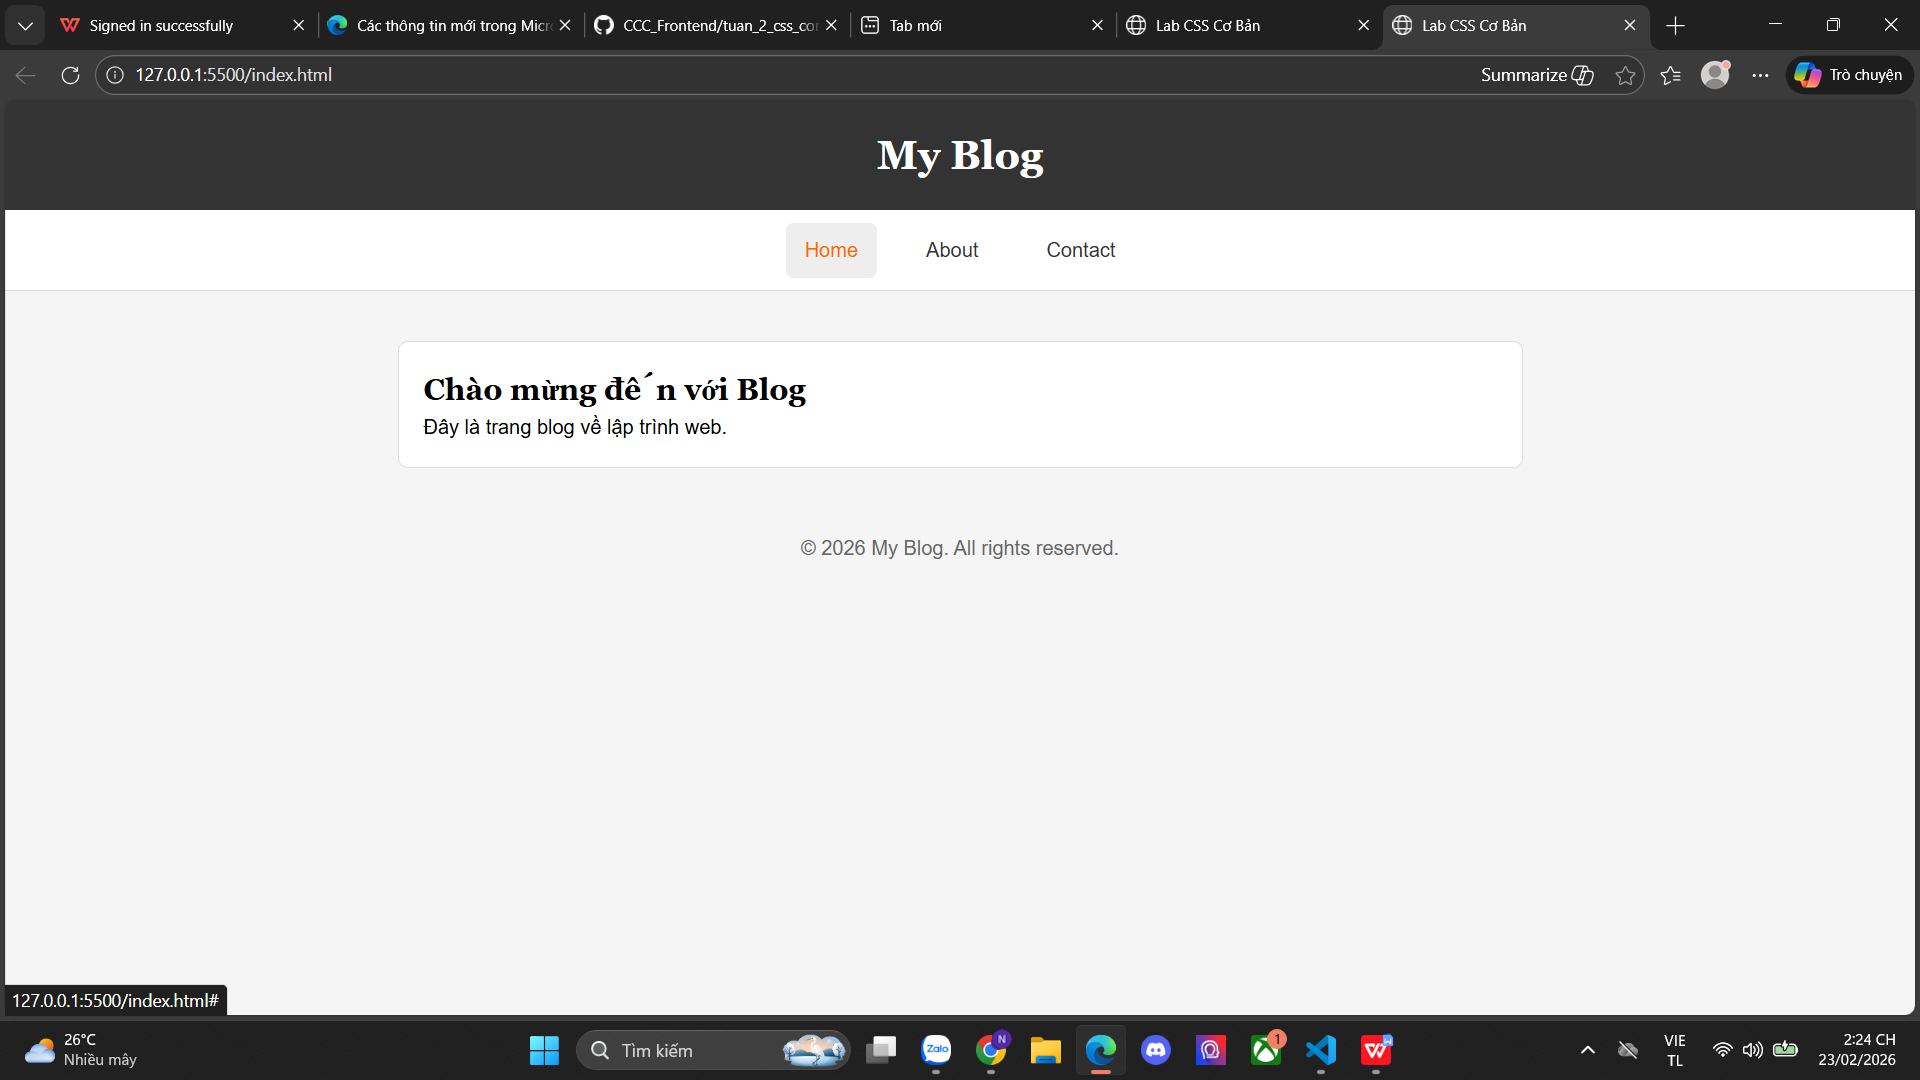 Signed in successfully
Các thông tin mới trong Micr
CCC_Frontend/tuan_2_css_co
Tab mới
Lab CSS Cơ Bản
Lab CSS Cơ Bản
127.0.0.1:5500/index.html
Summarize
Trò chuyện
My Blog
Home
About
Contact
Chào mừng đến với Blog
Đây là trang blog về lập trình web.
© 2026 My Blog. All rights reserved.
127.0.0.1:5500/index.html#
26°C
Nhiều mây
Tìm kiếm
Zalo
N
1
VIE
TL
2:24 CH
23/02/2026